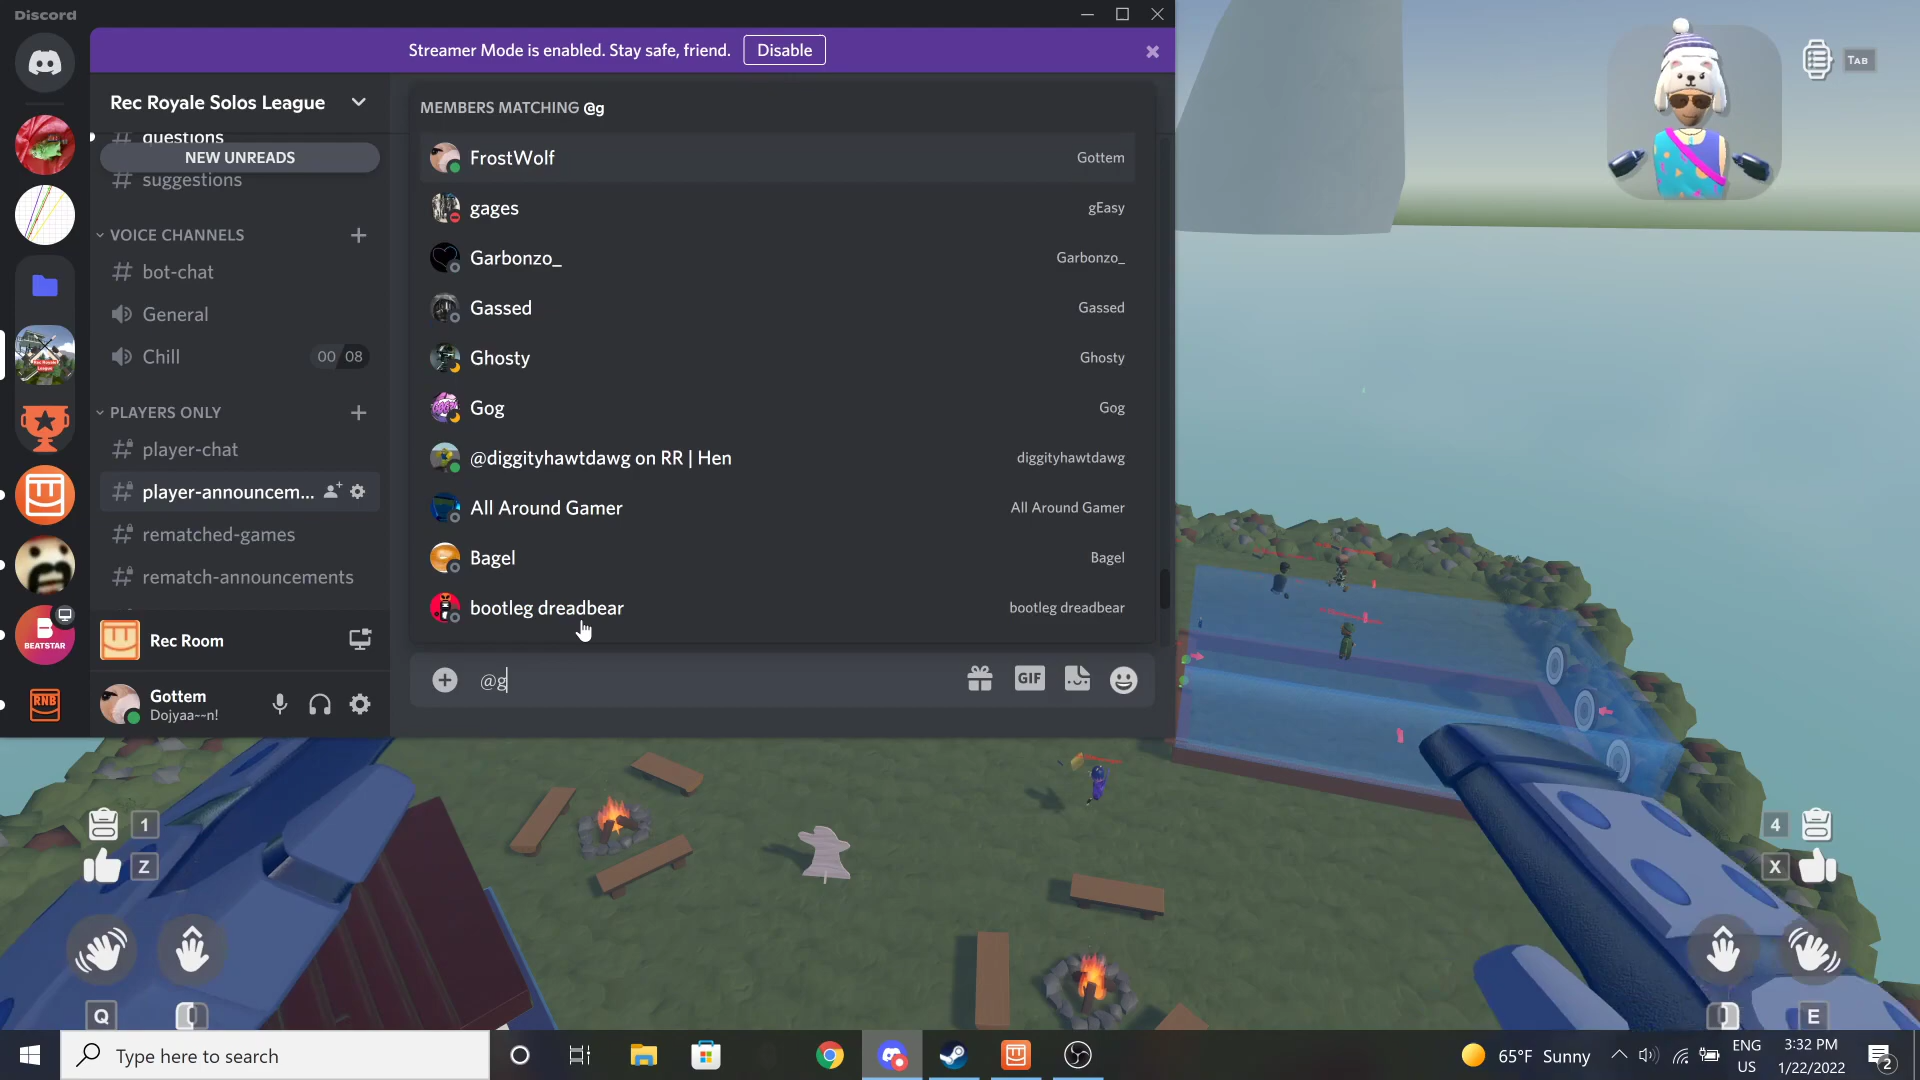 Discord
Streamer Mode is enabled. Stay safe, friend.
Disable
TAB
Rec Royale Solos League
questions
NEW UNREADS
suggestions
VOICE CHANNELS
bot-chat
General
Chill
00 08
PLAYERS ONLY
player-chat
player-announcem...
rematched-games
rematch-announcements
Rec Room
Gottem
Dojyaa~~n!
MEMBERS MATCHING @g
FrostWolf Gottem
gages gEasy
Garbonzo_ Garbonzo_
Gassed Gassed
Ghosty Ghosty
Gog Gog
@diggityhawtdawg on RR | Hen diggityhawtdawg
All Around Gamer All Around Gamer
Bagel Bagel
bootleg dreadbear bootleg dreadbear
@g
GIF
B
BEATSTAR
RNB
1
Z
Q
4
X
E
Type here to search
65°F Sunny
ENG
US
3:32 PM
1/22/2022
2